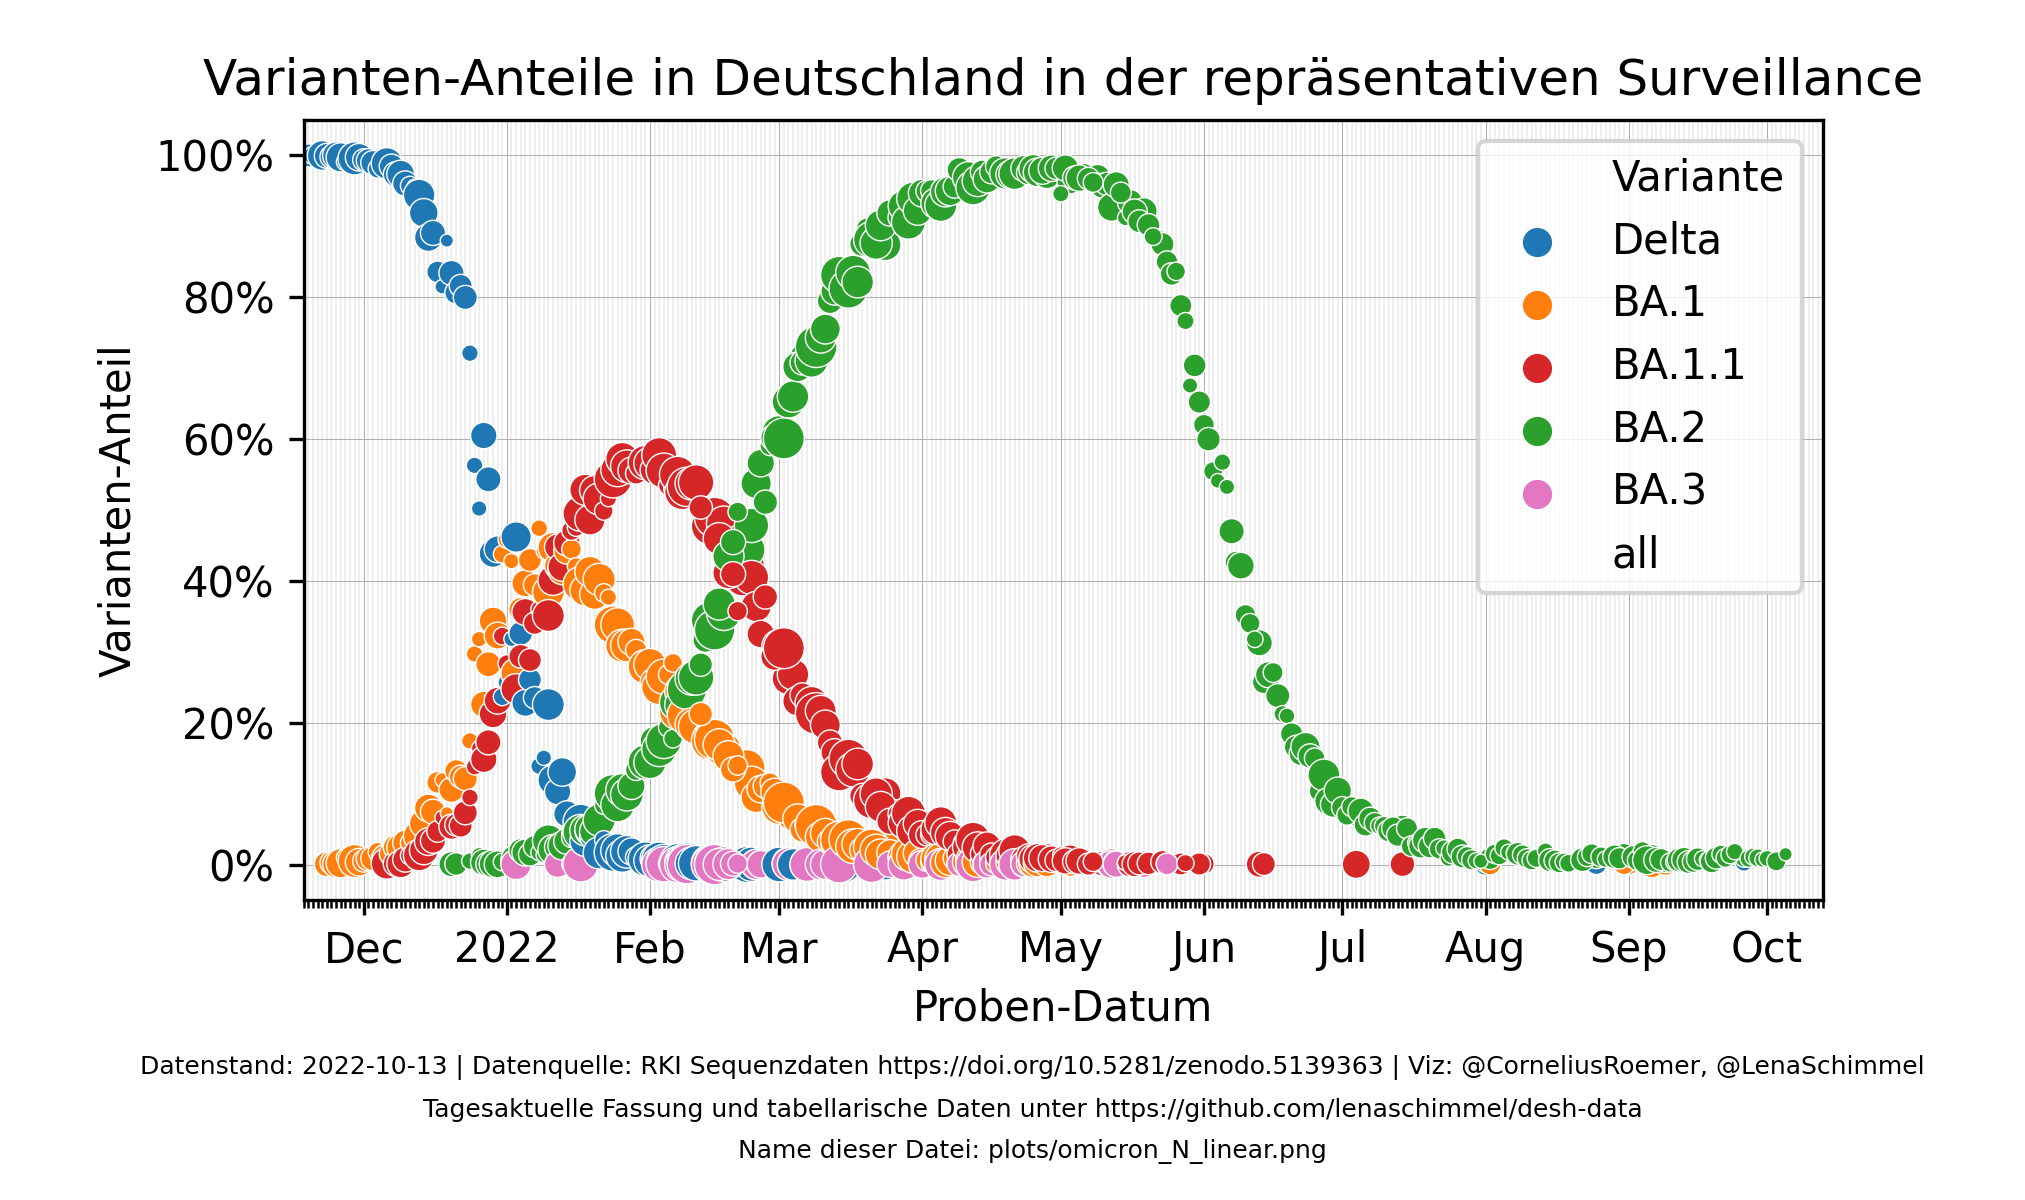 Varianten-Anteile in Deutschland in der repräsentativen Surveillance
Varianten-Anteil
100%
80%
60%
40%
20%
0%
Variante
Delta
BA.1
BA.1.1
BA.2
BA.3
all
Dec 2022 Feb Mar Apr May Jun Jul Aug Sep Oct
Proben-Datum
Datenstand: 2022-10-13 | Datenquelle: RKI Sequenzdaten https://doi.org/10.5281/zenodo.5139363 | Viz: @CorneliusRoemer, @LenaSchimmel
Tagesaktuelle Fassung und tabellarische Daten unter https://github.com/lenaschimmel/desh-data
Name dieser Datei: plots/omicron_N_linear.png